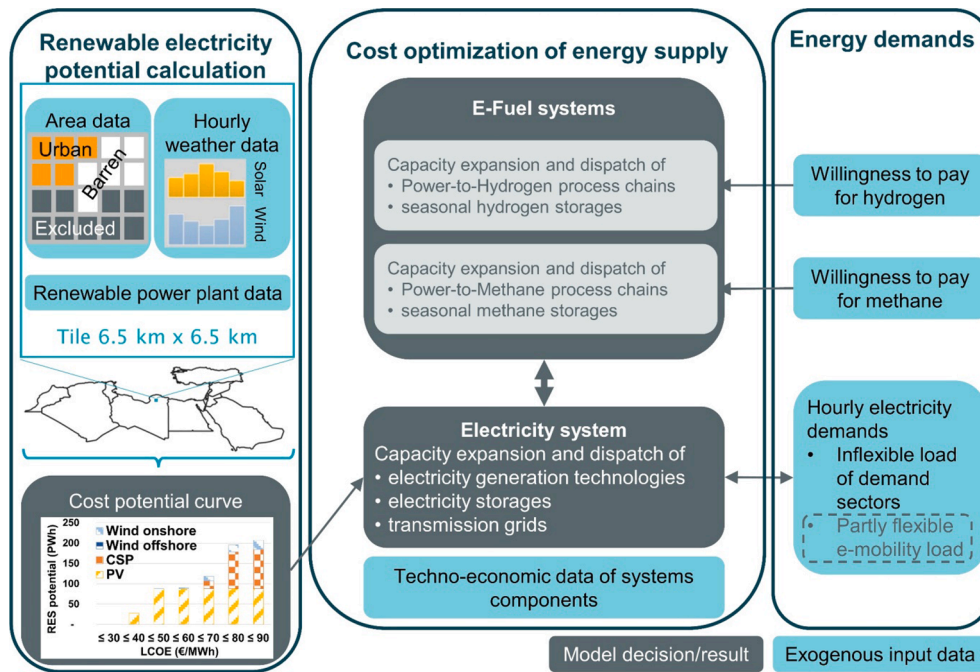 Renewable electricity
potential calculation
Area data
Urban
Barren
Excluded
Hourly
weather data
Solar
Wind
Renewable power plant data
Tile 6.5 km x 6.5 km
Cost potential curve
RES potential (PWh)
250
200
150
100
50
-
Wind onshore
Wind offshore
CSP
PV
≤ 30 ≤ 40 ≤ 50 ≤ 60 ≤ 70 ≤ 80 ≤ 90
LCOE (€/MWh)
Cost optimization of energy supply
E-Fuel systems
Capacity expansion and dispatch of
• Power-to-Hydrogen process chains
• seasonal hydrogen storages
Capacity expansion and dispatch of
• Power-to-Methane process chains
• seasonal methane storages
Electricity system
Capacity expansion and dispatch of
• electricity generation technologies
• electricity storages
• transmission grids
Techno-economic data of systems
components
Energy demands
Willingness to pay
for hydrogen
Willingness to pay
for methane
Hourly electricity
demands
• Inflexible load
of demand
sectors
• Partly flexible
e-mobility load
Model decision/result
Exogenous input data